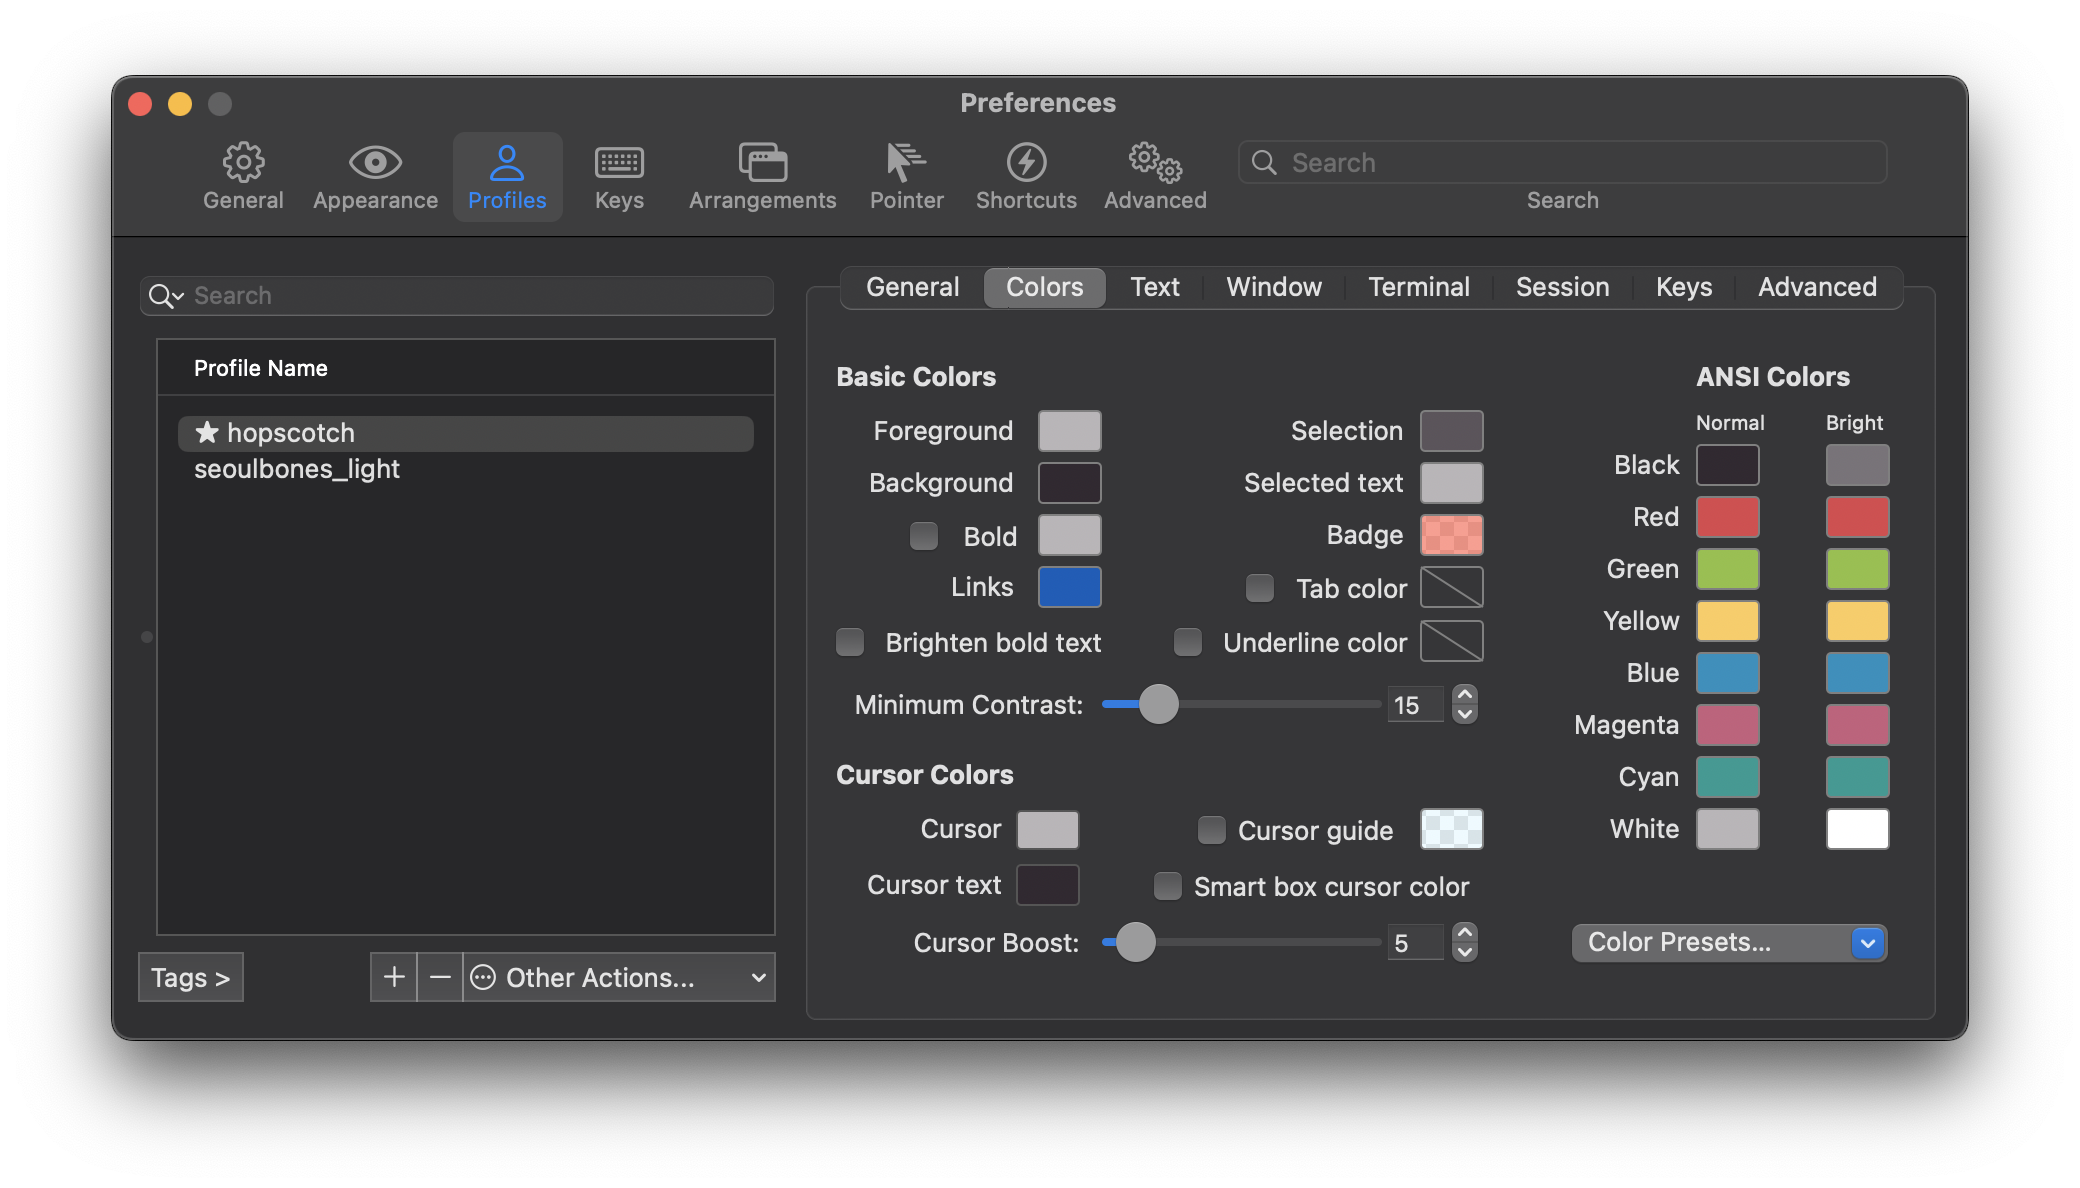 Preferences
General
Appearance
Profiles
Keys
Arrangements
Pointer
Shortcuts
Advanced
Search
Search
Search
Profile Name
★ hopscotch
seoulbones_light
Tags >
+
−
Other Actions...
General
Colors
Text
Window
Terminal
Session
Keys
Advanced
Basic Colors
Foreground
Background
Bold
Links
Brighten bold text
Selection
Selected text
Badge
Tab color
Underline color
Minimum Contrast:
15
Cursor Colors
Cursor
Cursor text
Cursor guide
Smart box cursor color
Cursor Boost:
5
ANSI Colors
Normal
Bright
Black
Red
Green
Yellow
Blue
Magenta
Cyan
White
Color Presets...